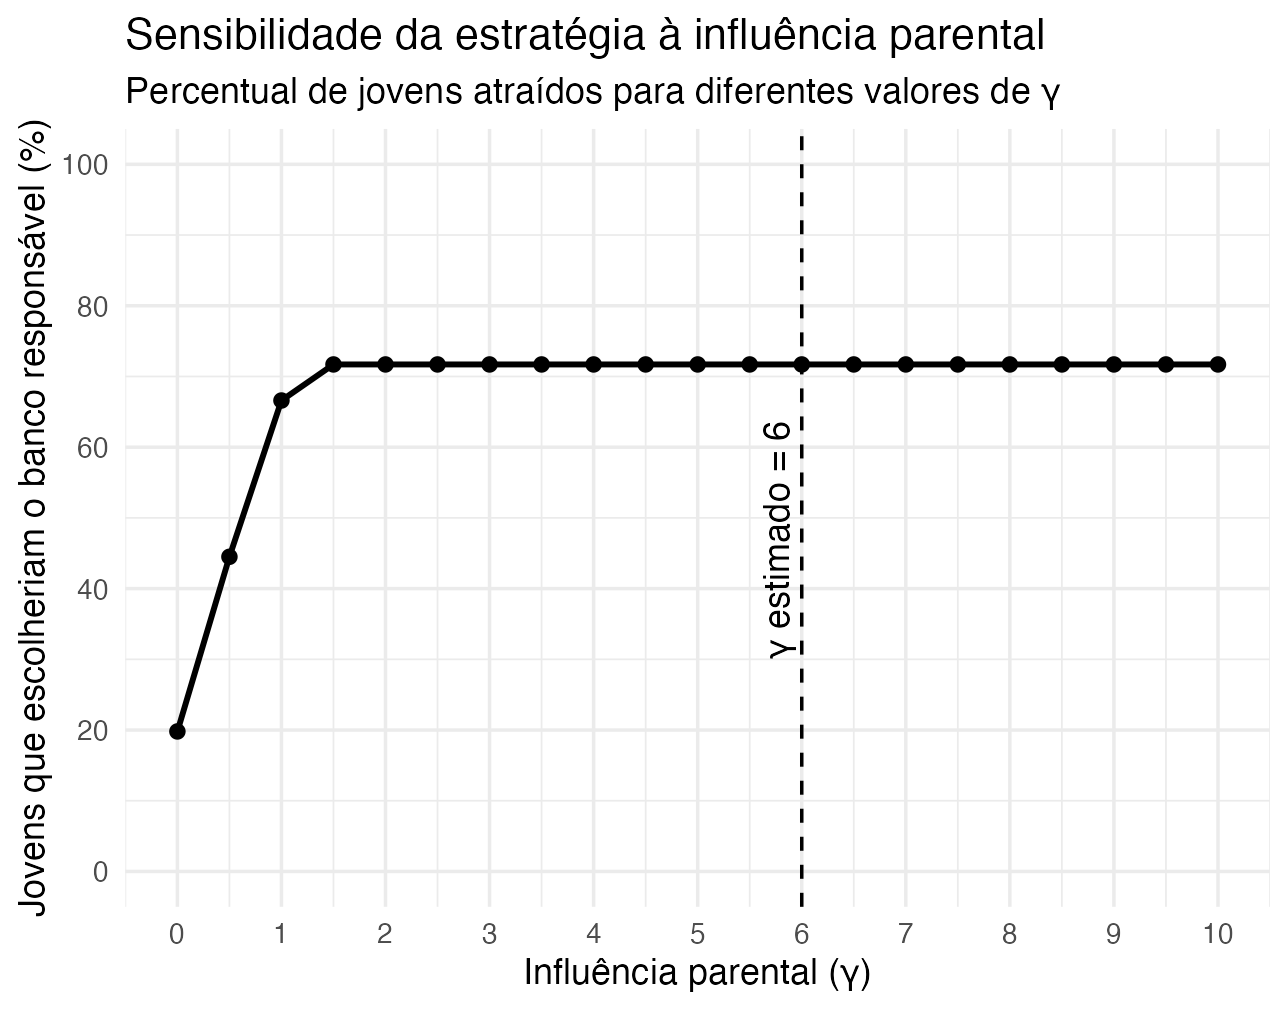 Sensibilidade da estratégia à influência parental
Percentual de jovens atraídos para diferentes valores de γ
Jovens que escolheriam o banco responsável (%)
100
80
60
40
20
0
γ estimado = 6
0 1 2 3 4 5 6 7 8 9 10
Influência parental (γ)